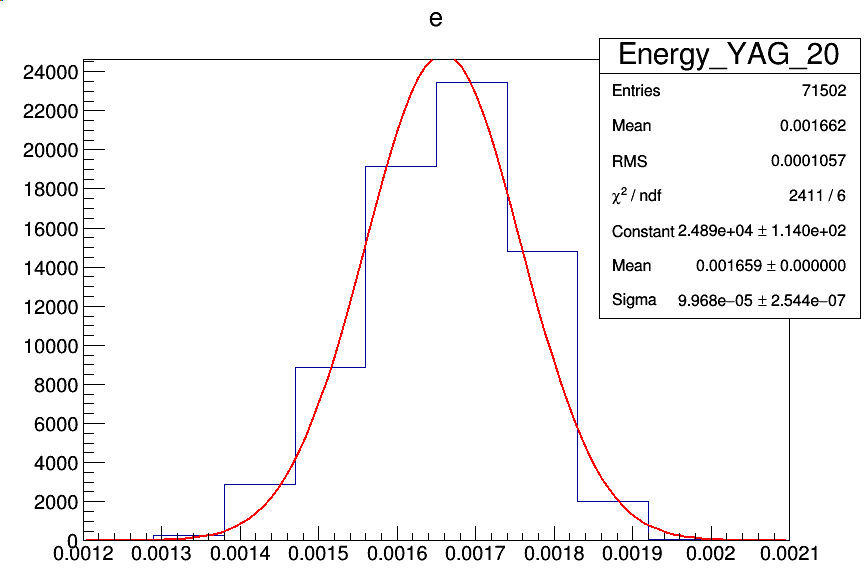 e
Energy_YAG_20
Entries 71502
Mean 0.001662
RMS 0.0001057
χ² / ndf 2411 / 6
Constant 2.489e+04 ± 1.140e+02
Mean 0.001659 ± 0.000000
Sigma 9.968e−05 ± 2.544e−07
24000
22000
20000
18000
16000
14000
12000
10000
8000
6000
4000
2000
0
0.0012 0.0013 0.0014 0.0015 0.0016 0.0017 0.0018 0.0019 0.002 0.0021